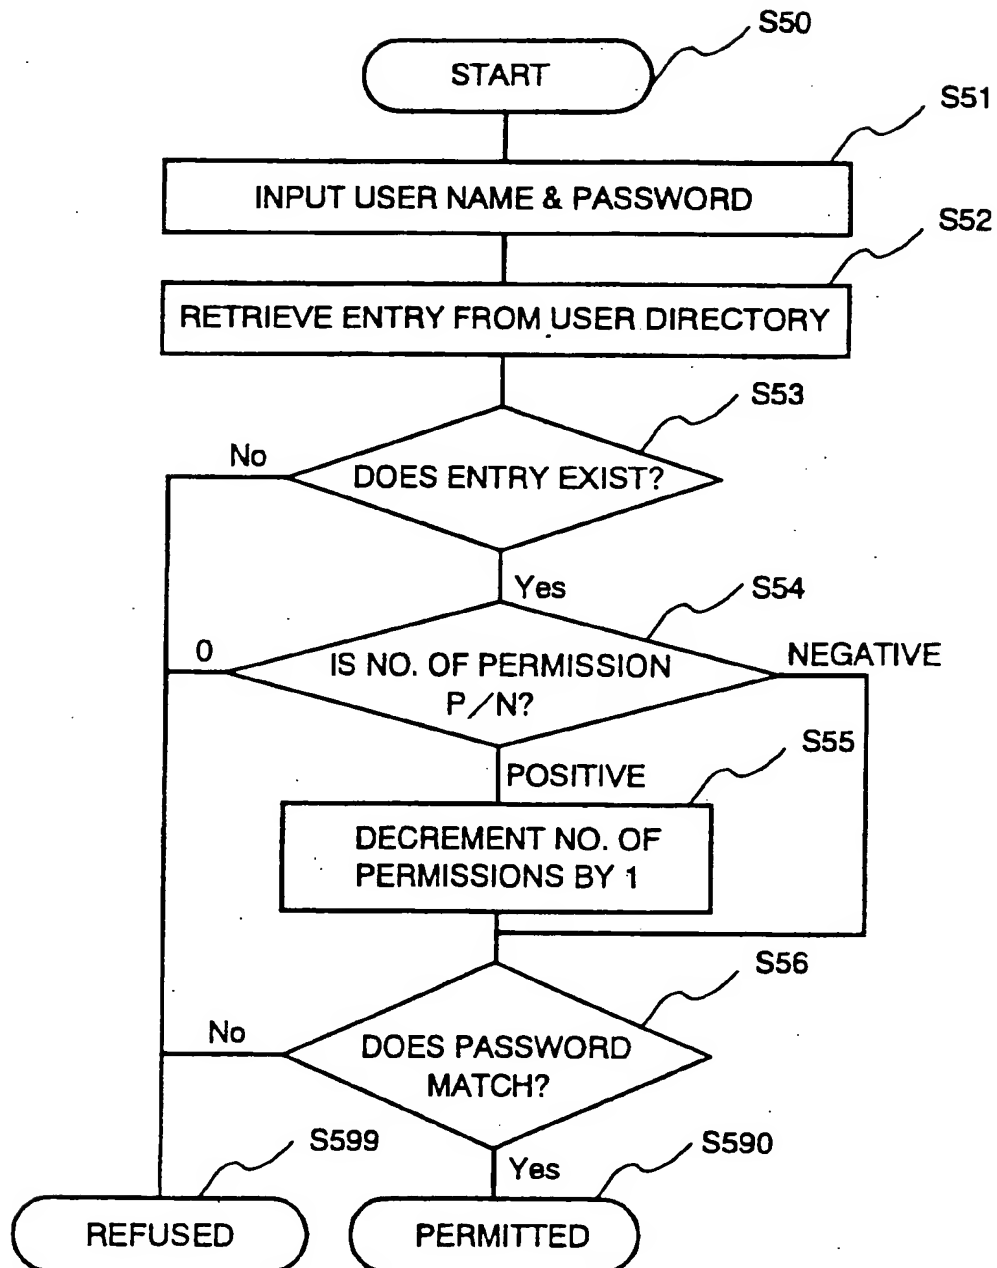 S50
START
S51
INPUT USER NAME & PASSWORD
S52
RETRIEVE ENTRY FROM USER DIRECTORY
S53
No
DOES ENTRY EXIST?
Yes
S54
0
IS NO. OF PERMISSION
P/N?
NEGATIVE
S55
POSITIVE
DECREMENT NO. OF
PERMISSIONS BY 1
S56
No
DOES PASSWORD
MATCH?
S599
Yes
S590
REFUSED
PERMITTED